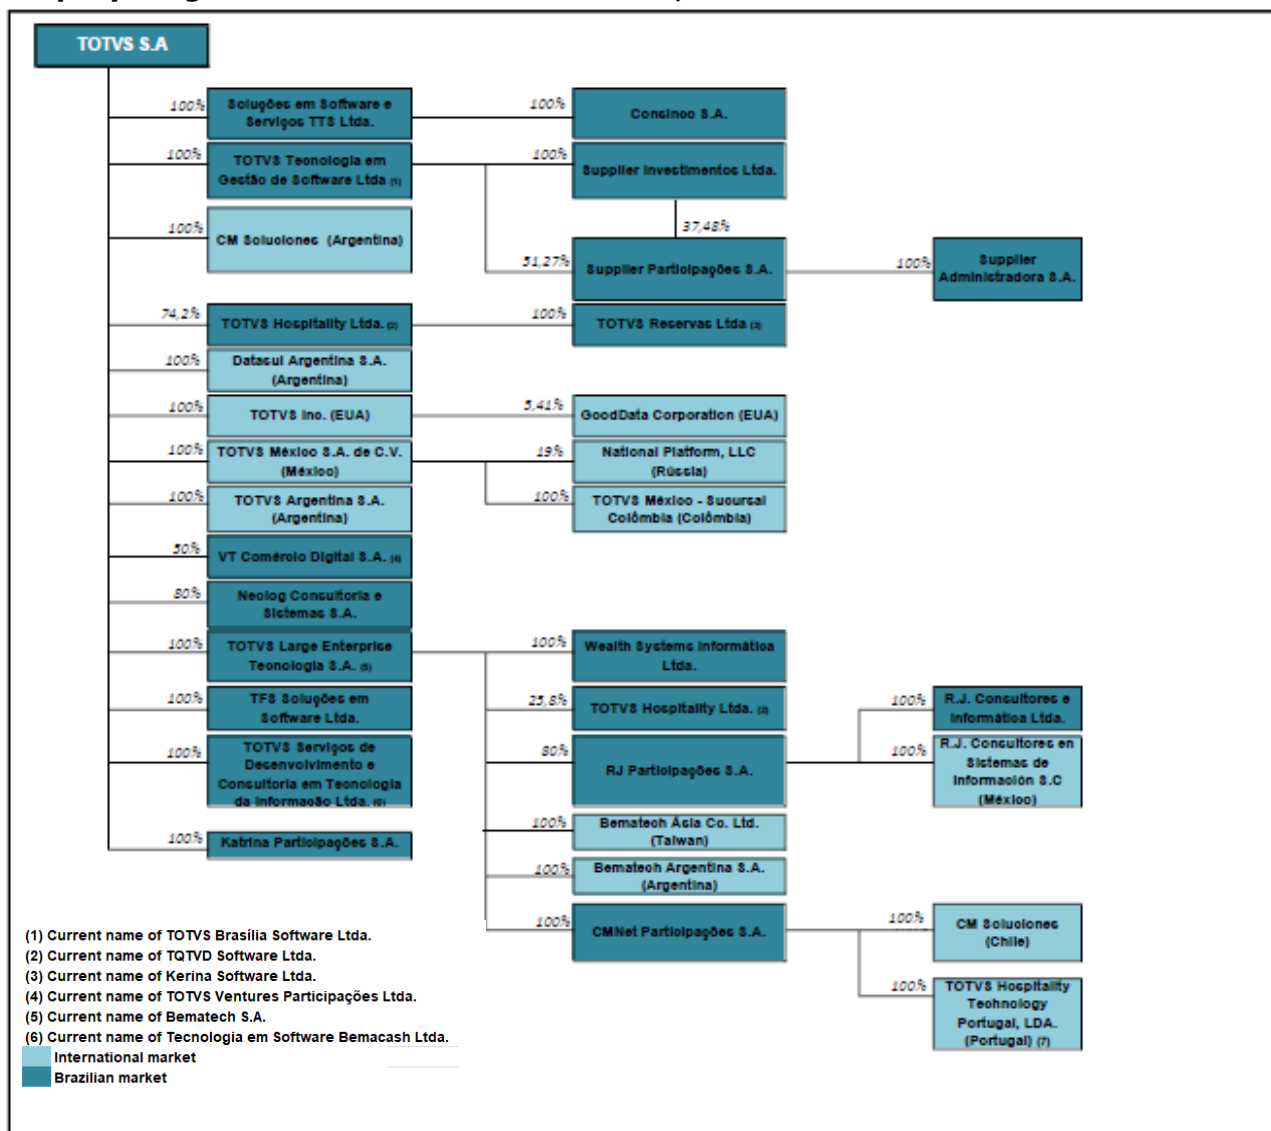 TOTVS S.A
100%
Soluções em Software e
Serviços TTS Ltda.
100%
Consinco S.A.
100%
TOTVS Tecnologia em
Gestão de Software Ltda (1)
100%
Supplier Investimentos Ltda.
37,48%
100%
CM Soluciones (Argentina)
51,27%
Supplier Participações S.A.
100%
Supplier
Administradora S.A.
74,2%
TOTVS Hospitality Ltda. (2)
100%
TOTVS Reservas Ltda (3)
100%
Datasul Argentina S.A.
(Argentina)
100%
TOTVS Inc. (EUA)
5,41%
GoodData Corporation (EUA)
100%
TOTVS México S.A. de C.V.
(México)
19%
National Platform, LLC
(Rússia)
100%
TOTVS Argentina S.A.
(Argentina)
100%
TOTVS México - Sucursal
Colômbia (Colômbia)
50%
VT Comércio Digital S.A. (4)
80%
Neolog Consultoria e
Sistemas S.A.
100%
TOTVS Large Enterprise
Tecnologia S.A. (5)
100%
Wealth Systems Informática
Ltda.
100%
TFS Soluções em
Software Ltda.
25,8%
TOTVS Hospitality Ltda. (2)
100%
R.J. Consultores e
Informática Ltda.
100%
TOTVS Serviços de
Desenvolvimento e
Consultoria em Tecnologia
da Informação Ltda. (6)
80%
RJ Participações S.A.
100%
R.J. Consultores en
Sistemas de
Información S.C
(México)
100%
Katrina Participações S.A.
100%
Bematech Ásia Co. Ltd.
(Taiwan)
100%
Bematech Argentina S.A.
(Argentina)
100%
CMNet Participações S.A.
100%
CM Soluciones
(Chile)
100%
TOTVS Hospitality
Technology
Portugal, LDA.
(Portugal) (7)
(1) Current name of TOTVS Brasília Software Ltda.
(2) Current name of TQTVD Software Ltda.
(3) Current name of Kerina Software Ltda.
(4) Current name of TOTVS Ventures Participações Ltda.
(5) Current name of Bematech S.A.
(6) Current name of Tecnologia em Software Bemacash Ltda.
International market
Brazilian market